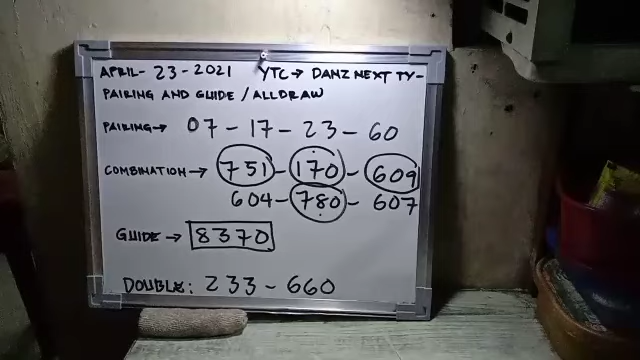 APRIL-23-2021 YTC→ DANZ NEXT TY-
PAIRING AND GUIDE / ALLDRAW
PAIRING→ 07-17-23-60
COMBINATION→ 751-170-609
604-780-607
GUIDE → 8370
DOUBLE: 233-660